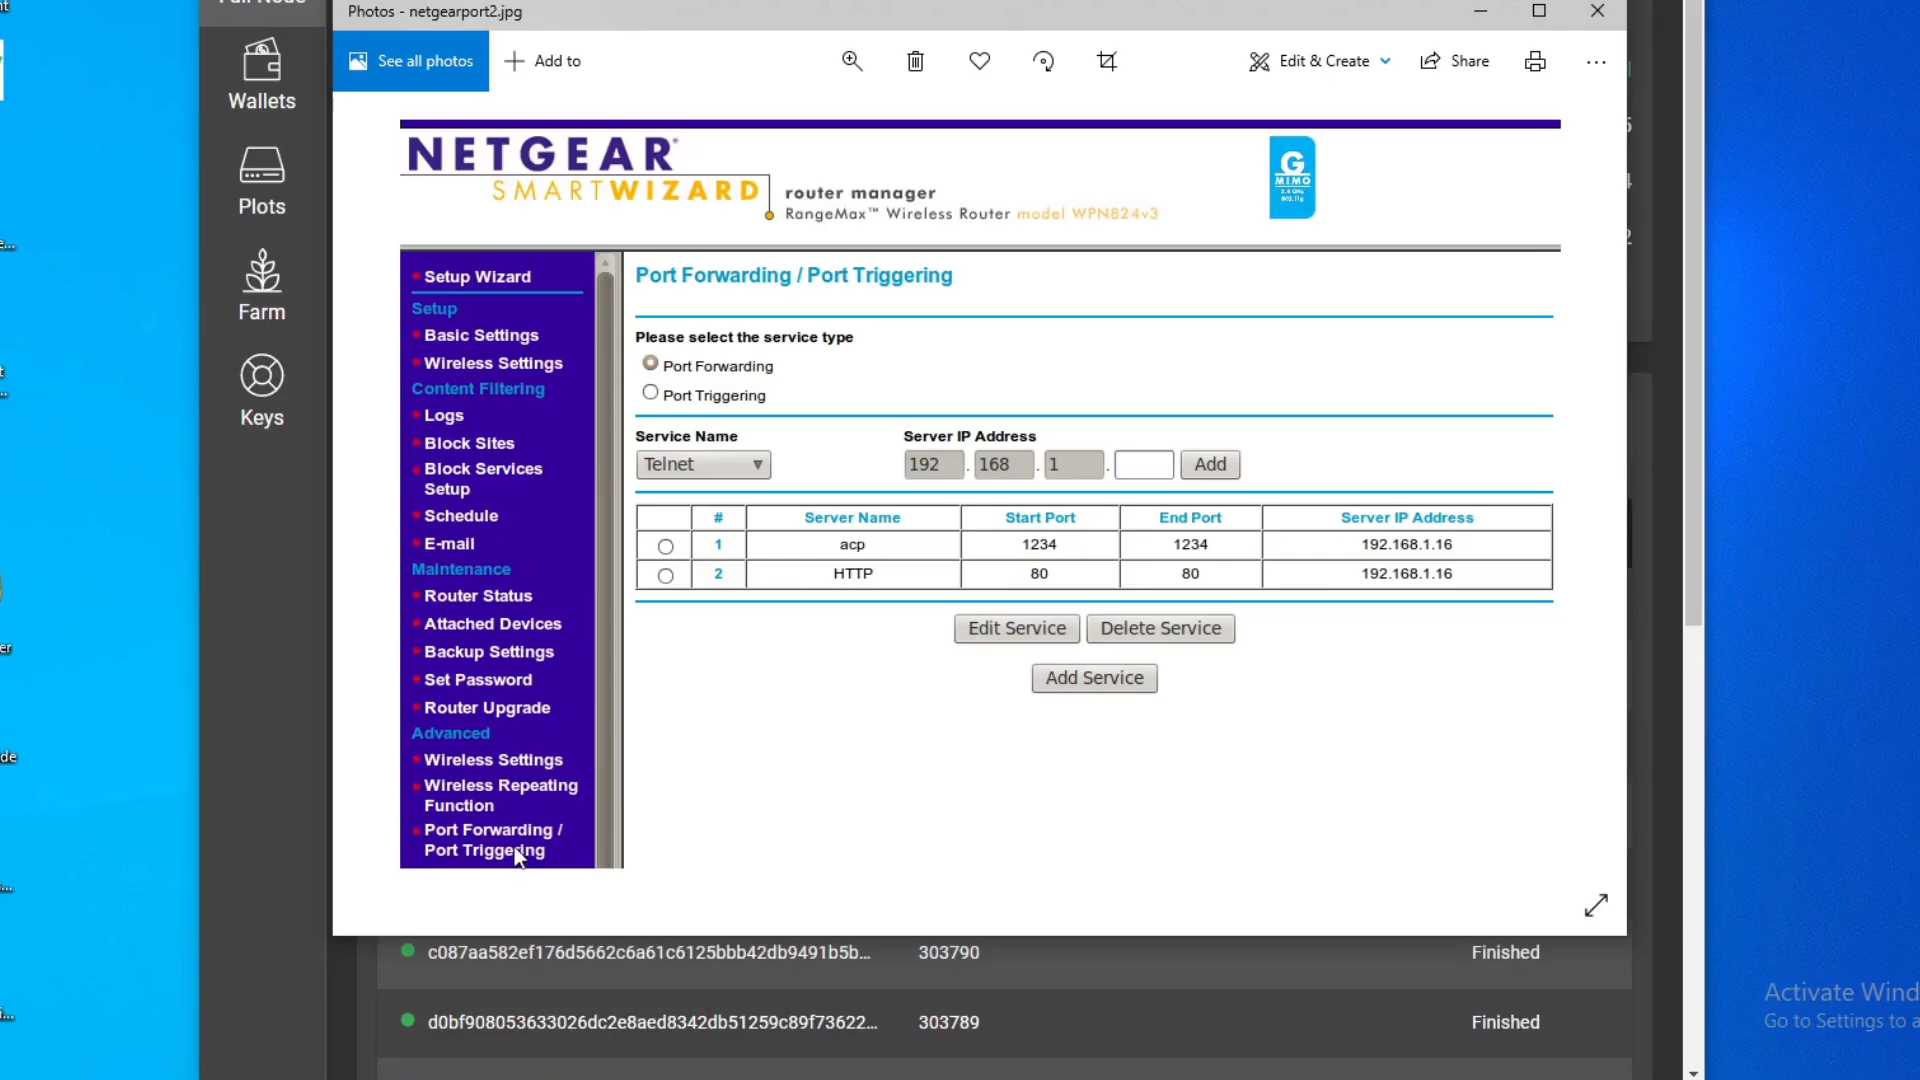 Photos - netgearport2.jpg
See all photos
Add to
Edit & Create
Share
Wallets
Plots
Farm
Keys
NETGEAR®
SMARTWIZARD
router manager
RangeMax™ Wireless Router model WPN824v3
G
MIMO
2.4 GHz
802.11g
Setup Wizard
Setup
Basic Settings
Wireless Settings
Content Filtering
Logs
Block Sites
Block Services
Setup
Schedule
E-mail
Maintenance
Router Status
Attached Devices
Backup Settings
Set Password
Router Upgrade
Advanced
Wireless Settings
Wireless Repeating
Function
Port Forwarding /
Port Triggering
Port Forwarding / Port Triggering
Please select the service type
Port Forwarding
Port Triggering
Service Name Server IP Address
Telnet 192 . 168 . 1 . Add
# Server Name Start Port End Port Server IP Address
1 acp 1234 1234 192.168.1.16
2 HTTP 80 80 192.168.1.16
Edit Service Delete Service
Add Service
c087aa582ef176d5662c6a61c6125bbb42db9491b5b... 303790 Finished
d0bf908053633026dc2e8aed8342db51259c89f73622... 303789 Finished
Activate Wind
Go to Settings to a